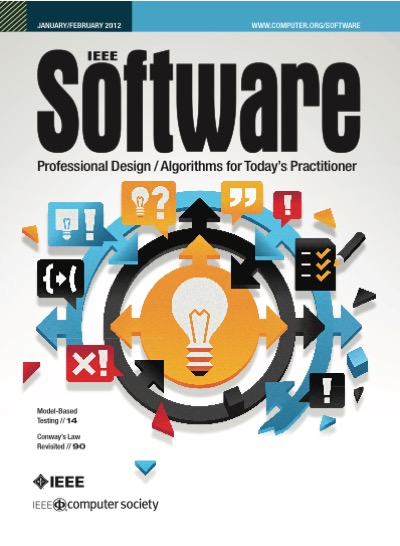 JANUARY/FEBRUARY 2012
WWW.COMPUTER.ORG/SOFTWARE
IEEE
Software
Professional Design / Algorithms for Today's Practitioner
!
?
”
!
{→(
×!
!
Model-Based
Testing // 14
Conway's Law
Revisited // 90
IEEE
IEEE computer society